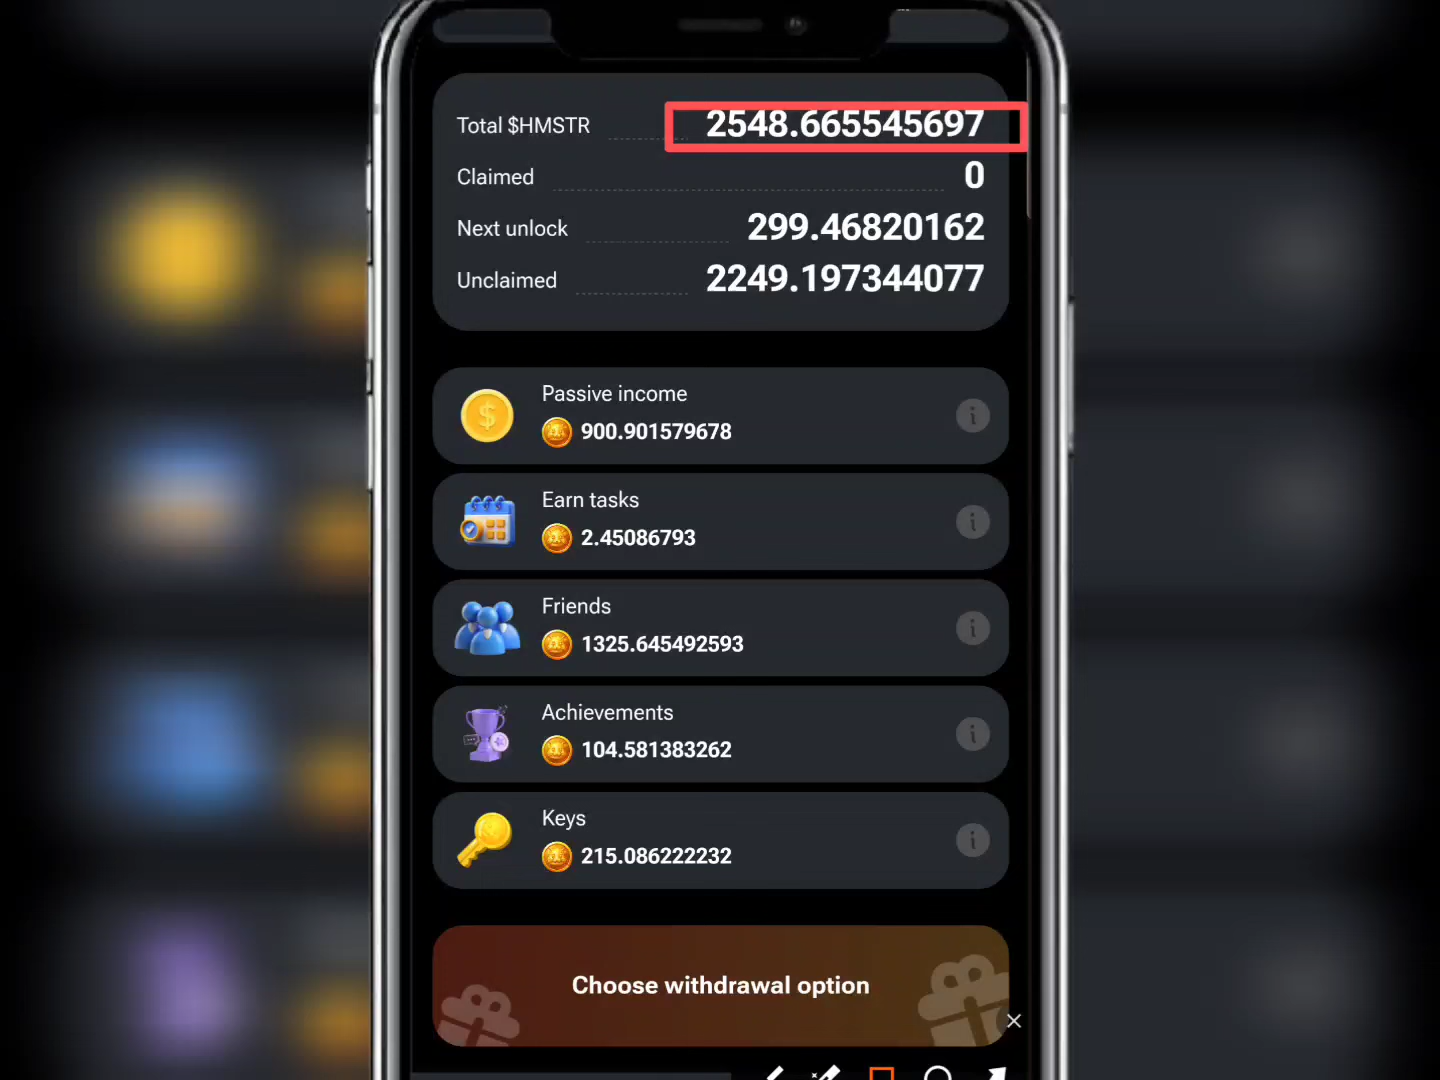 Total $HMSTR 2548.665545697
Claimed 0
Next unlock 299.46820162
Unclaimed 2249.197344077
Passive income
900.901579678
Earn tasks
2.45086793
Friends
1325.645492593
Achievements
104.581383262
Keys
215.086222232
Choose withdrawal option